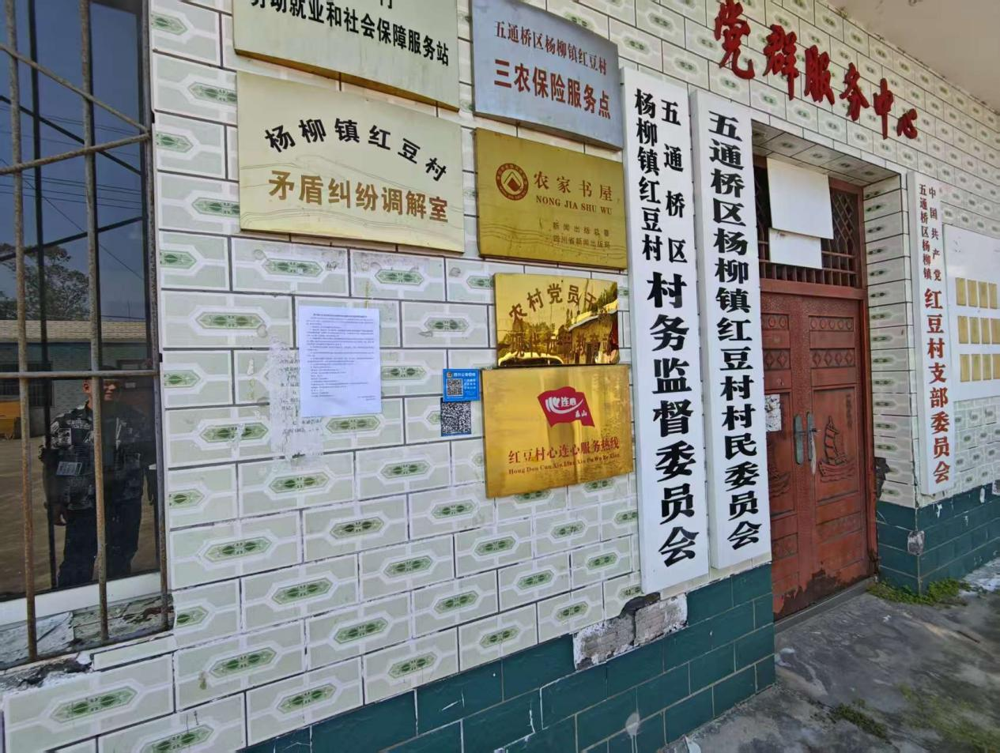 劳动就业和社会保障服务站
杨柳镇红豆村
矛盾纠纷调解室
五通桥区杨柳镇红豆村
三农保险服务点
农家书屋
NONG JIA SHU WU
新闻出版总署
四川省新闻出版局
农村党员
连心
乐山
红豆村心连心服务热线
Hong Dou Cun Xin Lian Xin Fu Wu Re Xian
五通桥区
杨柳镇红豆村
村务监督委员会
五通桥区杨柳镇红豆村村民委员会
党群服务中心
中国共产党
五通桥区杨柳镇
红豆村支部委员会